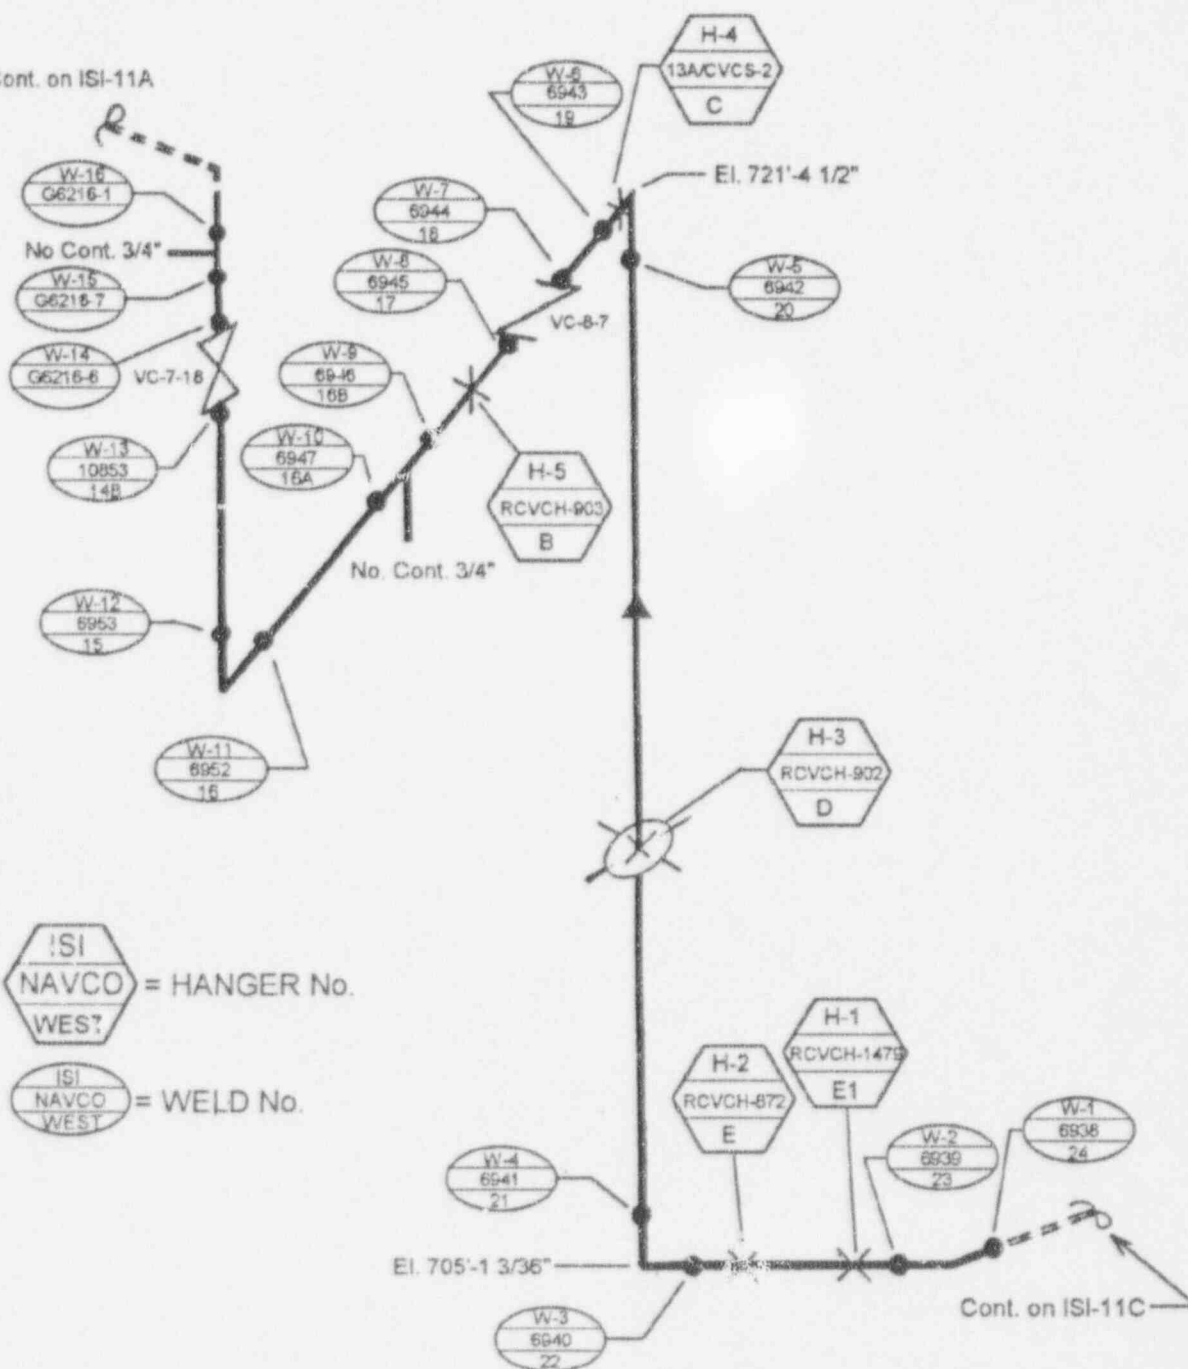 Cont. on ISI-11A
H-4
13A/CVCS-2
C
W-6
6943
19
W-16
G6216-1
W-7
6944
18
El. 721'-4 1/2"
No Cont. 3/4"
W-15
G6216-7
W-8
6945
17
W-5
6942
20
W-14
G6216-6
VC-7-18
VC-8-7
W-9
6946
16B
W-13
10853
14B
W-10
6947
16A
H-5
RCVCH-903
B
No. Cont. 3/4"
W-12
6953
15
W-11
6952
16
H-3
RCVCH-902
D
ISI
NAVCO
WEST
= HANGER No.
ISI
NAVCO
WEST
= WELD No.
H-1
RCVCH-1479
E1
H-2
RCVCH-872
E
W-1
6938
24
W-2
6939
23
W-4
6941
21
El. 705'-1 3/36"
Cont. on ISI-11C
W-3
6940
22